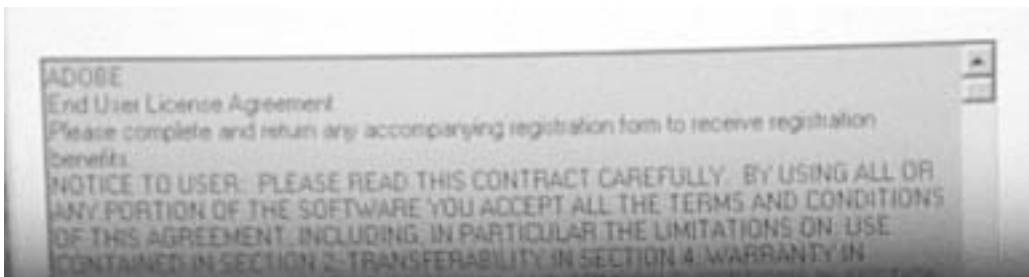 ADOBE
End User License Agreement
Please complete and return any accompanying registration form to receive registration
benefits.
NOTICE TO USER: PLEASE READ THIS CONTRACT CAREFULLY. BY USING ALL OR
ANY PORTION OF THE SOFTWARE YOU ACCEPT ALL THE TERMS AND CONDITIONS
OF THIS AGREEMENT, INCLUDING, IN PARTICULAR THE LIMITATIONS ON: USE
CONTAINED IN SECTION 2; TRANSFERABILITY IN SECTION 4; WARRANTY IN